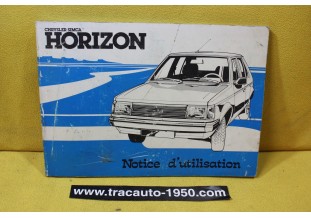 CHRYSLER-SIMCA
HORIZON
Notice d'utilisation
www.tracauto-1950.com